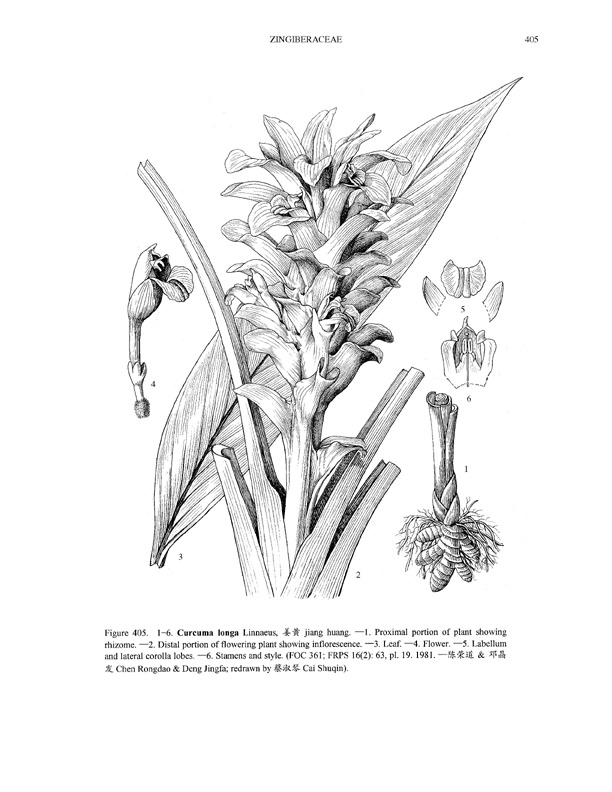 ZINGIBERACEAE 405
5
4
6
1
3
2
Figure 405. 1–6. Curcuma longa Linnaeus, 姜黄 jiang huang. —1. Proximal portion of plant showing
rhizome. —2. Distal portion of flowering plant showing inflorescence. —3. Leaf. —4. Flower. —5. Labellum
and lateral corolla lobes. —6. Stamens and style. (FOC 361; FRPS 16(2): 63, pl. 19. 1981. —陈荣道 & 邓晶
发 Chen Rongdao & Deng Jingfa; redrawn by 蔡淑琴 Cai Shuqin).